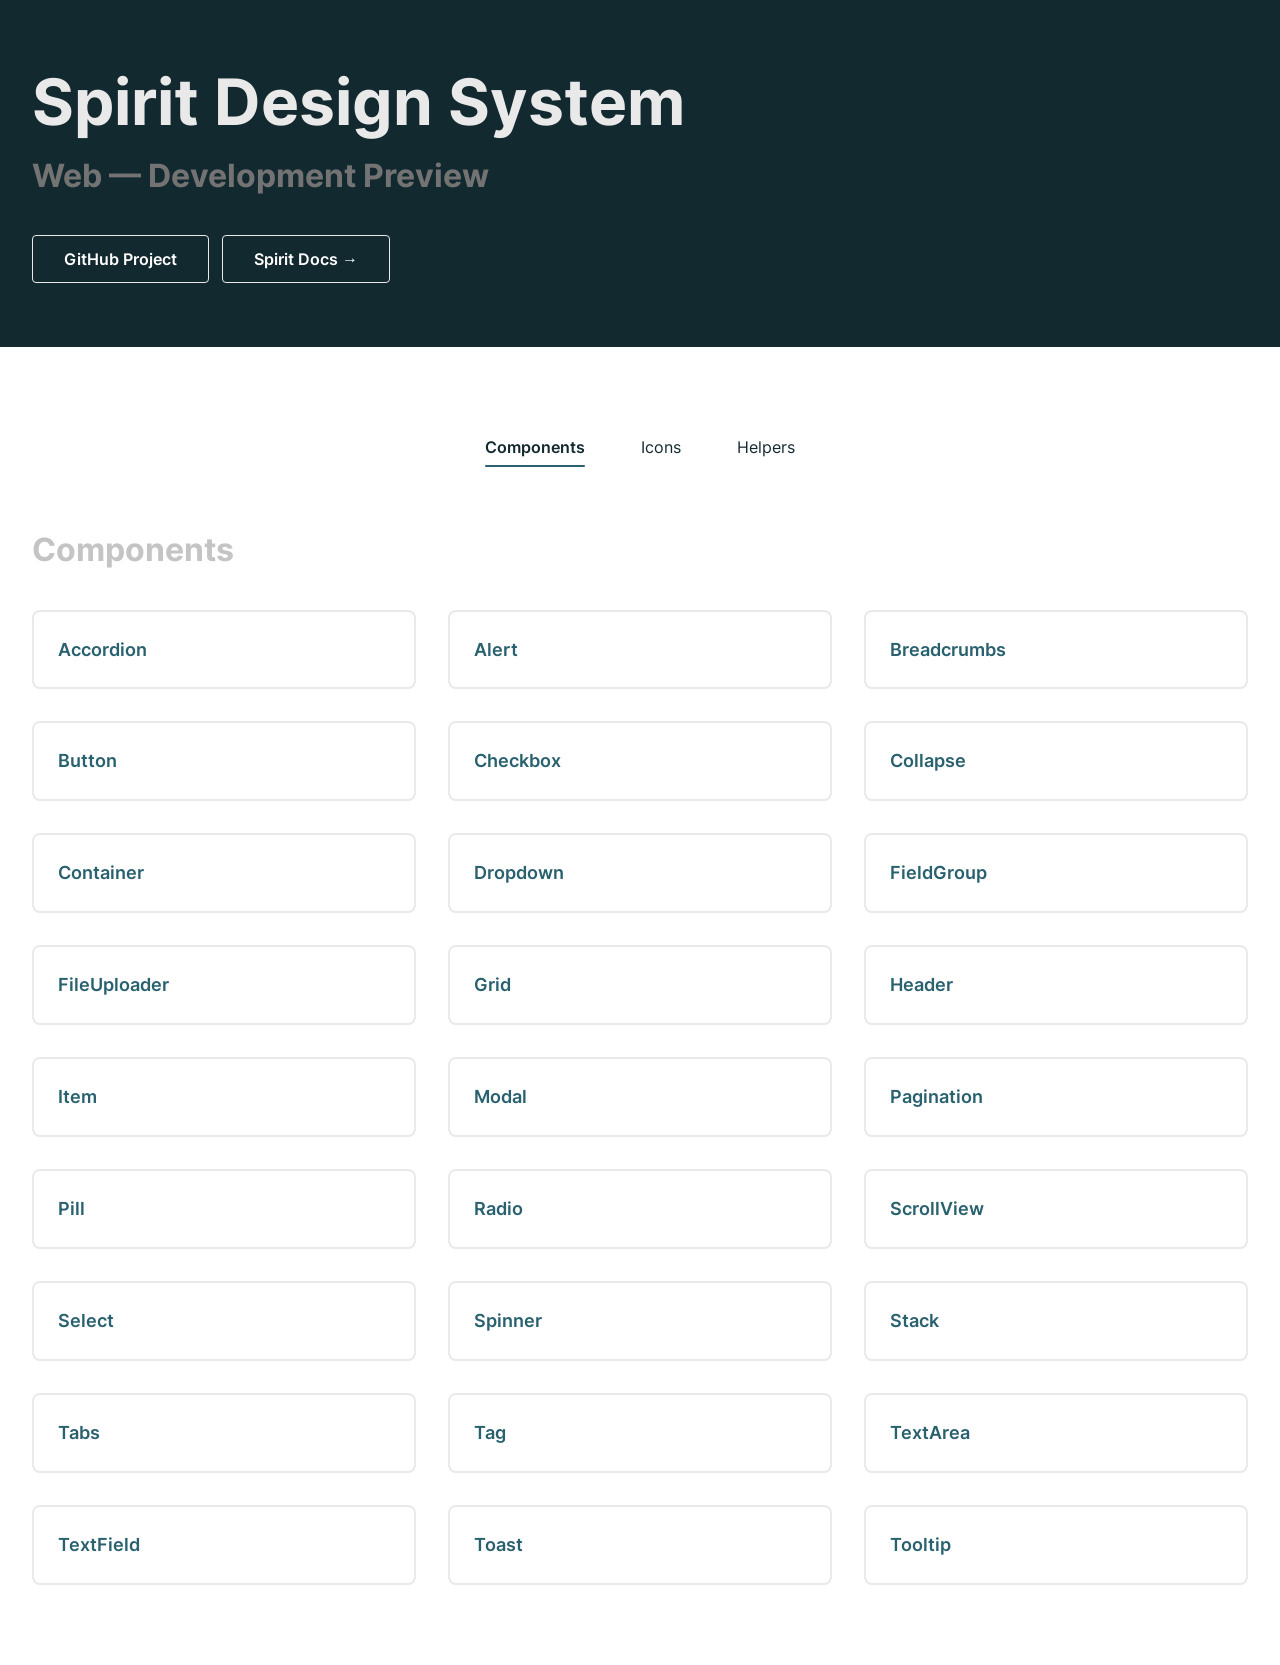 Spirit Design System
Web — Development Preview
GitHub Project
Spirit Docs →
Components
Icons
Helpers
Components
Accordion
Alert
Breadcrumbs
Button
Checkbox
Collapse
Container
Dropdown
FieldGroup
FileUploader
Grid
Header
Item
Modal
Pagination
Pill
Radio
ScrollView
Select
Spinner
Stack
Tabs
Tag
TextArea
TextField
Toast
Tooltip